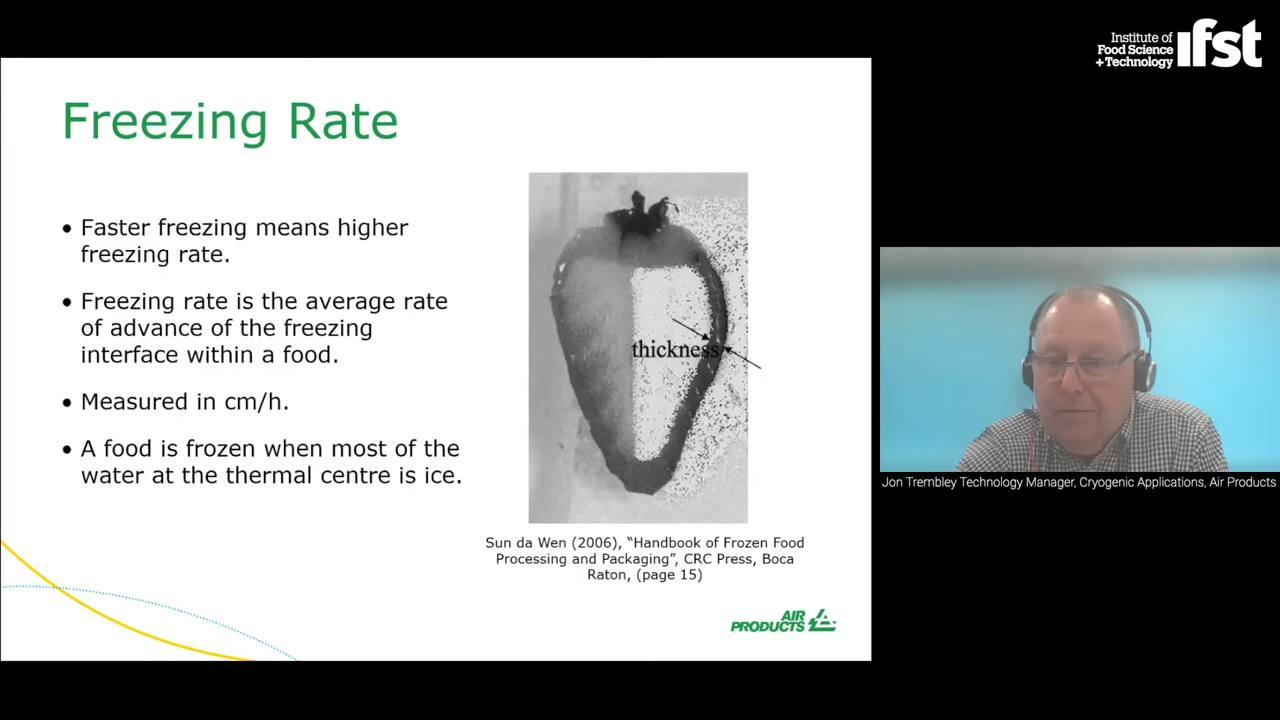 Institute of
Food Science
+Technology
ifst
Freezing Rate
• Faster freezing means higher
freezing rate.
• Freezing rate is the average rate
of advance of the freezing
interface within a food.
• Measured in cm/h.
• A food is frozen when most of the
water at the thermal centre is ice.
thickness
Sun da Wen (2006), “Handbook of Frozen Food
Processing and Packaging”, CRC Press, Boca
Raton, (page 15)
AIR
PRODUCTS
Jon Trembley Technology Manager, Cryogenic Applications, Air Products